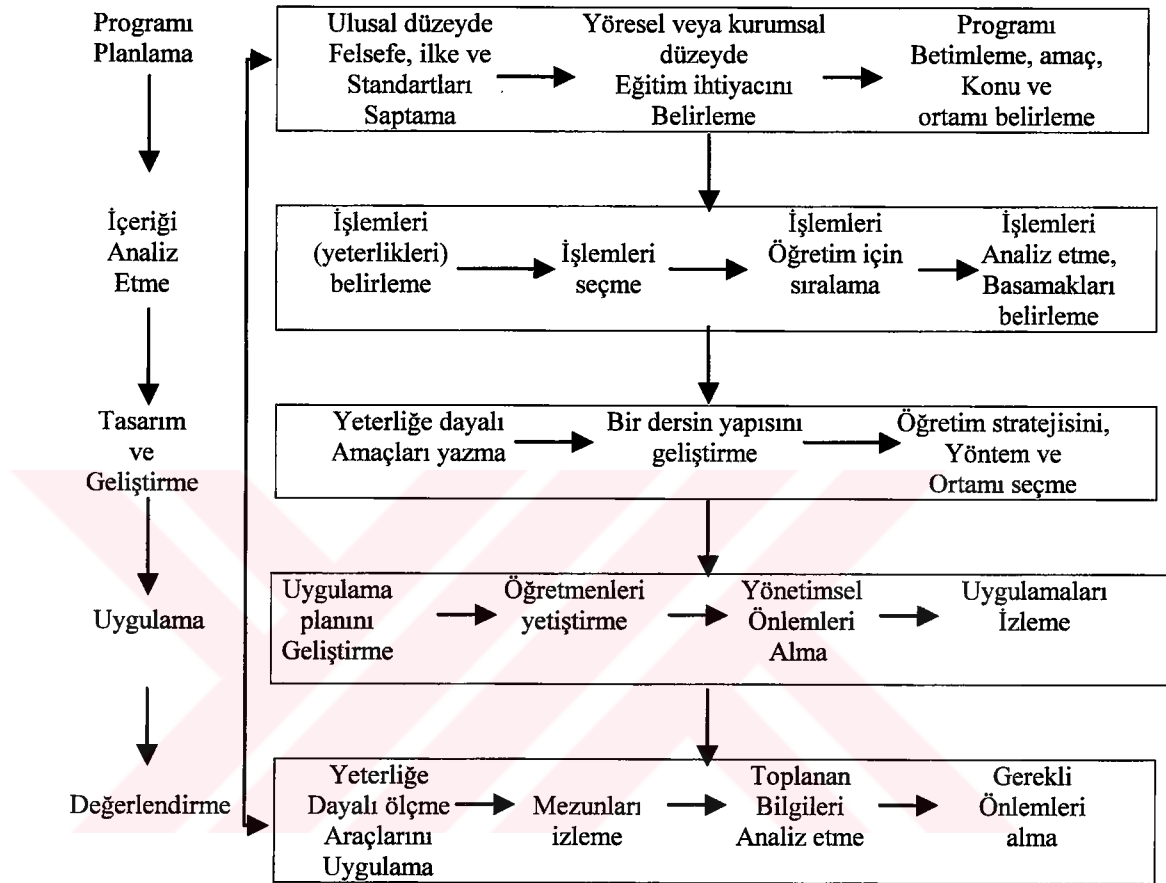 Programı
Planlama
Ulusal düzeyde
Felsefe, ilke ve
Standartları
Saptama
Yöresel veya kurumsal
düzeyde
Eğitim ihtiyacını
Belirleme
Programı
Betimleme, amaç,
Konu ve
ortamı belirleme
İçeriği
Analiz
Etme
İşlemleri
(yeterlikleri)
belirleme
İşlemleri
seçme
İşlemleri
Öğretim için
sıralama
İşlemleri
Analiz etme,
Basamakları
belirleme
Tasarım
ve
Geliştirme
Yeterliğe dayalı
Amaçları yazma
Bir dersin yapısını
geliştirme
Öğretim stratejisini,
Yöntem ve
Ortamı seçme
Uygulama
Uygulama
planını
Geliştirme
Öğretmenleri
yetiştirme
Yönetimsel
Önlemleri
Alma
Uygulamaları
İzleme
Değerlendirme
Yeterliğe
Dayalı ölçme
Araçlarını
Uygulama
Mezunları
izleme
Toplanan
Bilgileri
Analiz etme
Gerekli
Önlemleri
alma